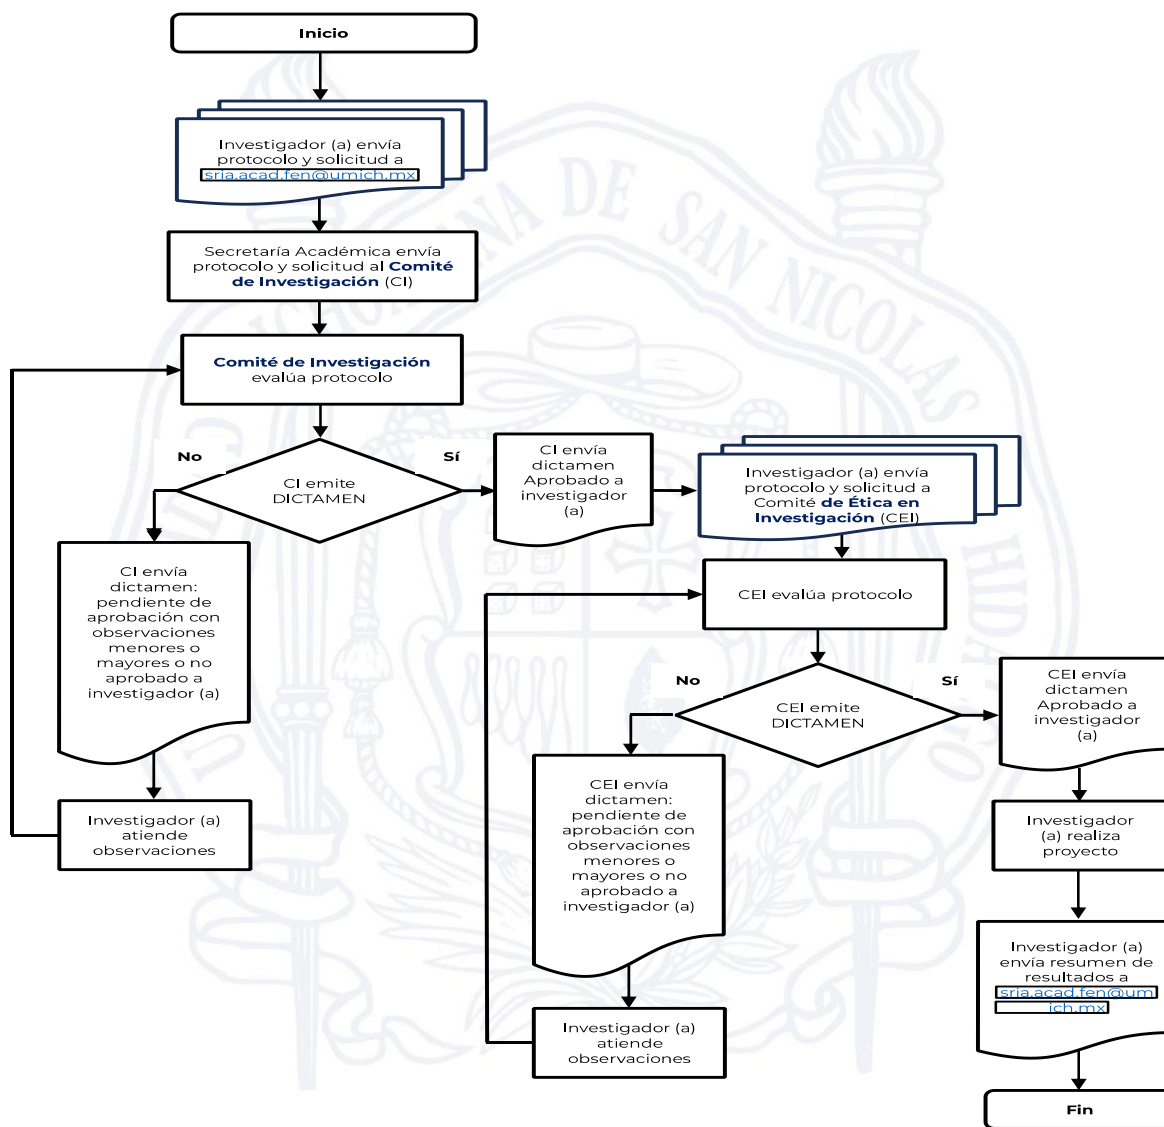 Inicio
Investigador (a) envía
protocolo y solicitud a
sria.acad.fen@umich.mx
Secretaría Académica envía
protocolo y solicitud al Comité
de Investigación (CI)
Comité de Investigación
evalúa protocolo
No
CI emite
DICTAMEN
Sí
CI envía
dictamen
Aprobado a
investigador
(a)
Investigador (a) envía
protocolo y solicitud a
Comité de Ética en
Investigación (CEI)
CI envía
dictamen:
pendiente de
aprobación con
observaciones
menores o
mayores o no
aprobado a
investigador (a)
Investigador (a)
atiende
observaciones
CEI evalúa protocolo
No
CEI emite
DICTAMEN
Sí
CEI envía
dictamen
Aprobado a
investigador
(a)
CEI envía
dictamen:
pendiente de
aprobación con
observaciones
menores o
mayores o no
aprobado a
investigador (a)
Investigador (a)
atiende
observaciones
Investigador
(a) realiza
proyecto
Investigador (a)
envía resumen de
resultados a
sria.acad.fen@um
ich.mx
Fin
DE SAN NICOLAS